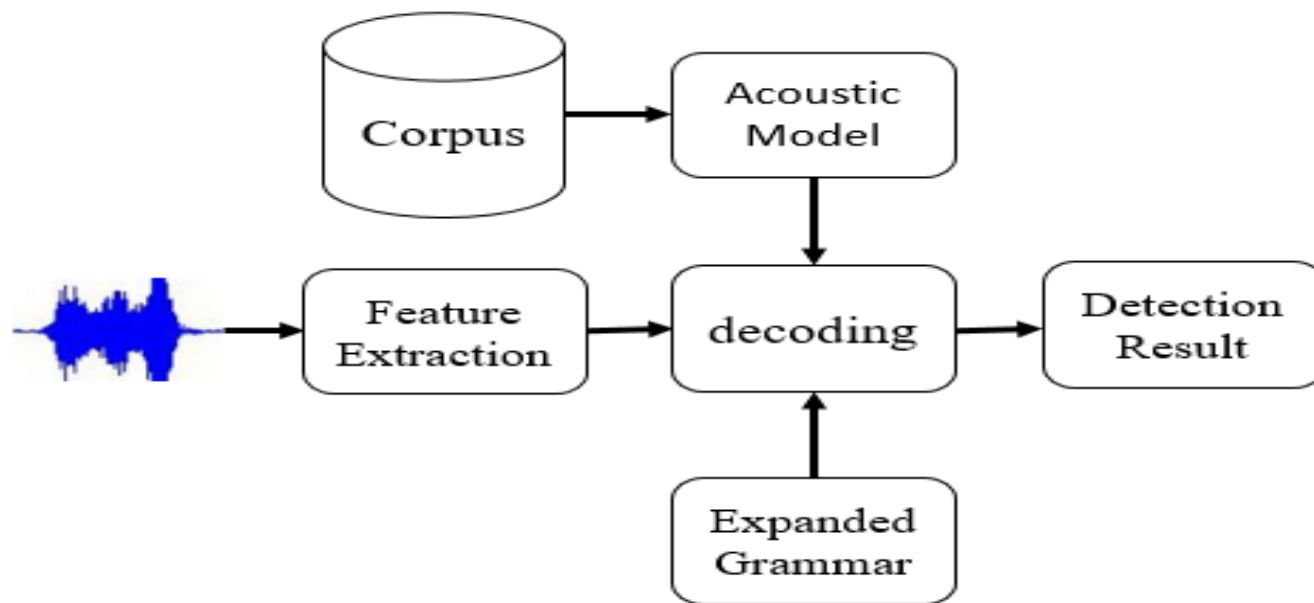 Corpus
Acoustic
Model
Feature
Extraction
decoding
Detection
Result
Expanded
Grammar